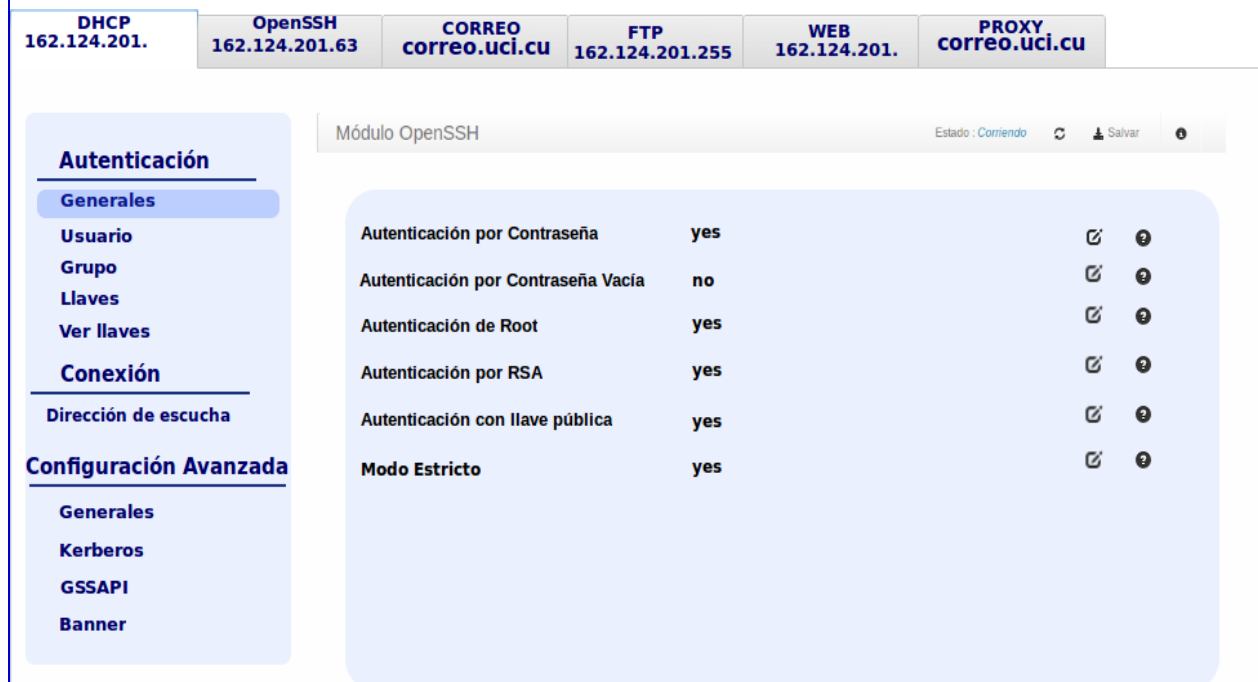 DHCP
162.124.201.
OpenSSH
162.124.201.63
CORREO
correo.uci.cu
FTP
162.124.201.255
WEB
162.124.201.
PROXY
correo.uci.cu
Módulo OpenSSH
Estado : Corriendo
Salvar
Autenticación
Generales
Usuario
Grupo
Llaves
Ver llaves
Conexión
Dirección de escucha
Configuración Avanzada
Generales
Kerberos
GSSAPI
Banner
Autenticación por Contraseña yes
Autenticación por Contraseña Vacía no
Autenticación de Root yes
Autenticación por RSA yes
Autenticación con llave pública yes
Modo Estricto yes